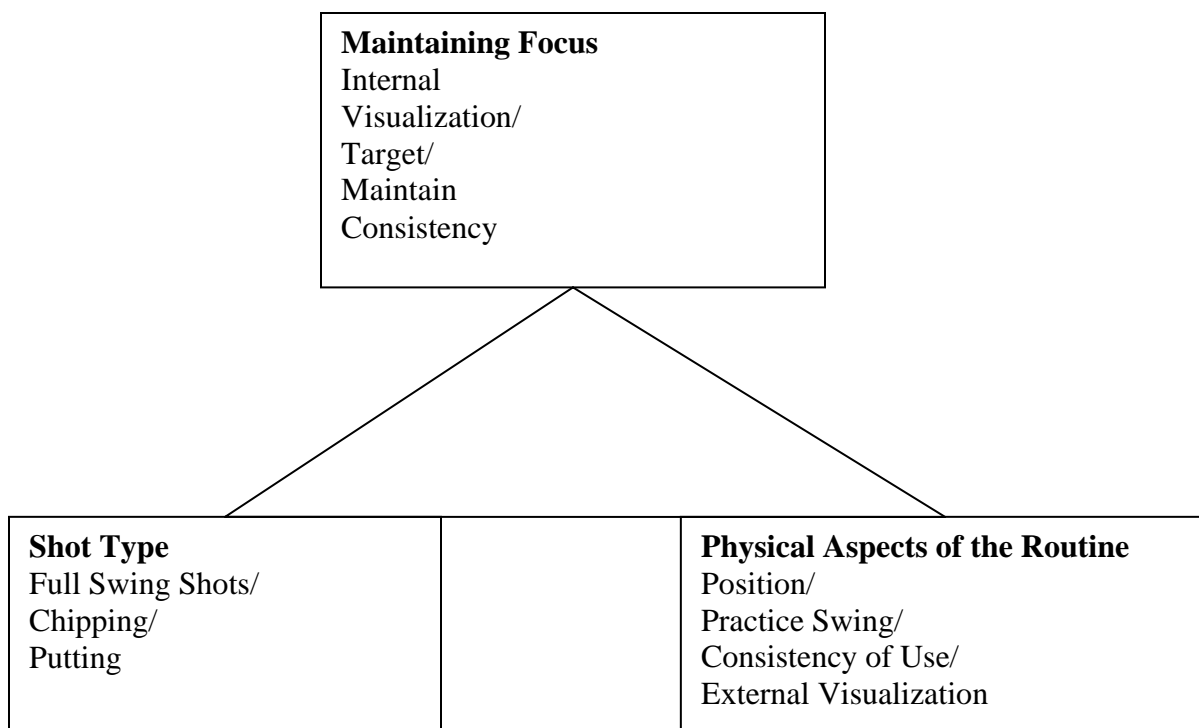 Maintaining Focus
Internal
Visualization/
Target/
Maintain
Consistency
Shot Type
Full Swing Shots/
Chipping/
Putting
Physical Aspects of the Routine
Position/
Practice Swing/
Consistency of Use/
External Visualization